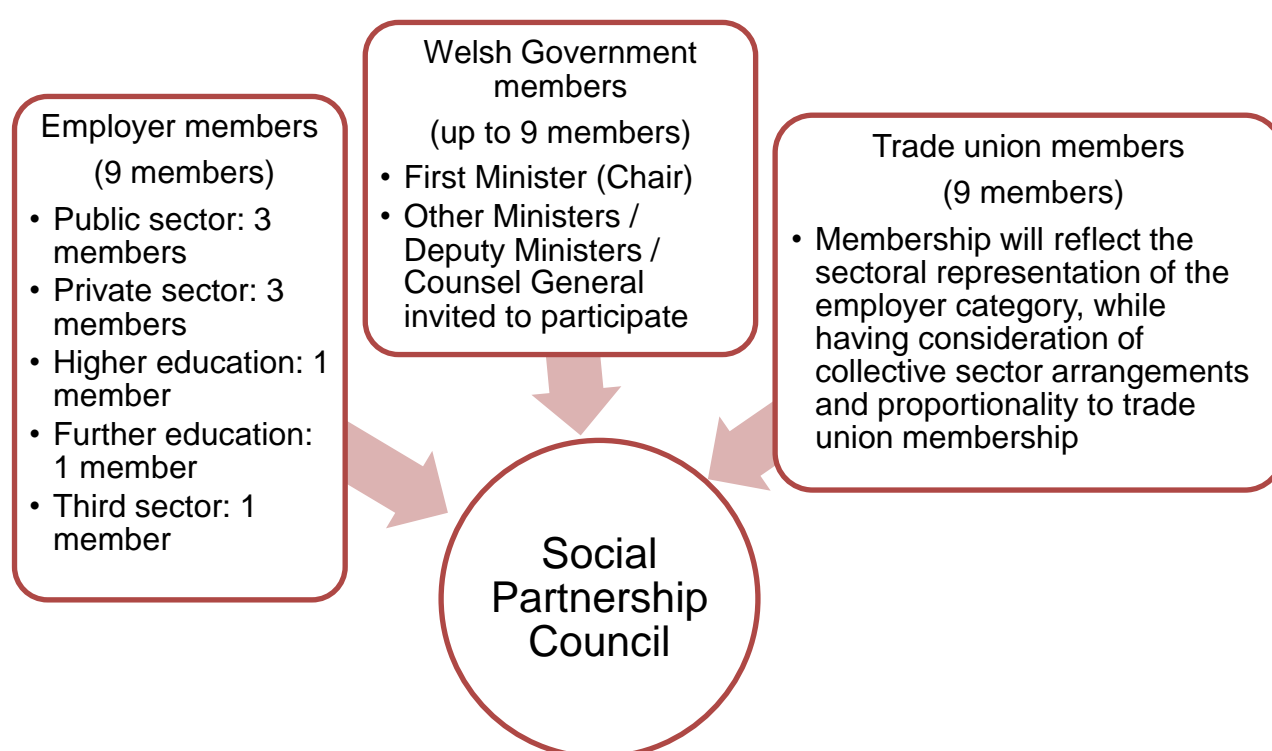 Employer members
(9 members)
• Public sector: 3
members
• Private sector: 3
members
• Higher education: 1
member
• Further education:
1 member
• Third sector: 1
member
Welsh Government
members
(up to 9 members)
• First Minister (Chair)
• Other Ministers /
Deputy Ministers /
Counsel General
invited to participate
Trade union members
(9 members)
• Membership will reflect the
sectoral representation of the
employer category, while
having consideration of
collective sector arrangements
and proportionality to trade
union membership
Social
Partnership
Council